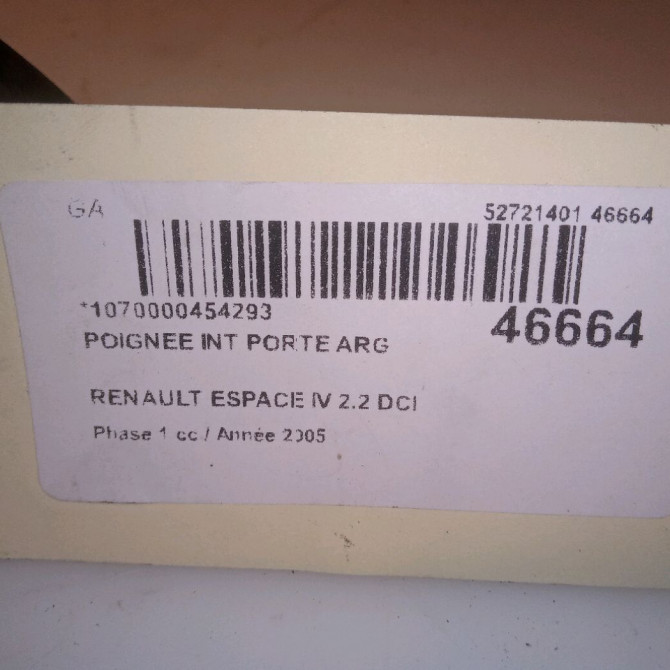 GA 52721401 46664
*1070000454293 46664
POIGNEE INT PORTE ARG
RENAULT ESPACE IV 2.2 DCI
Phase 1 cc / Année 2005